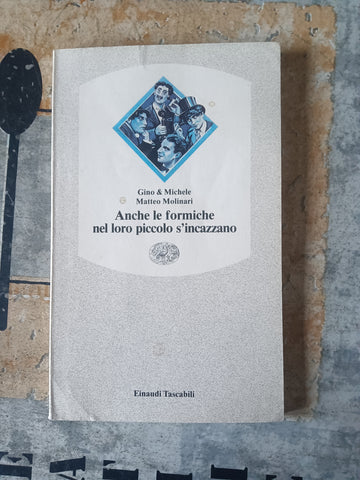 Gino & Michele
Matteo Molinari
Anche le formiche
nel loro piccolo s'incazzano
Einaudi Tascabili